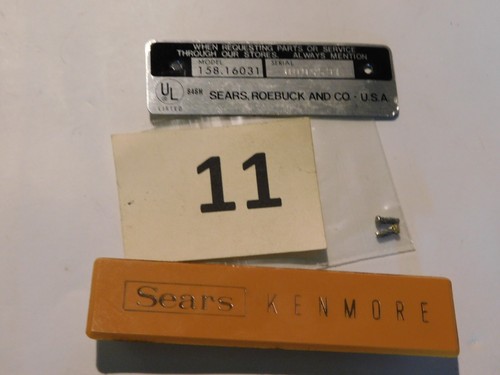 WHEN REQUESTING PARTS OR SERVICE
THROUGH OUR STORES, ALWAYS MENTION
MODEL SERIAL
158.16031
UL 646H SEARS, ROEBUCK AND CO. - U.S.A.
LISTED
11
Sears KENMORE